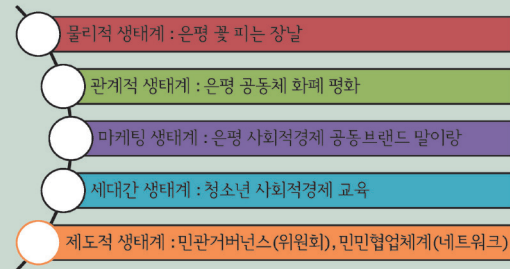 물리적 생태계 : 은평 꽃 피는 장날
관계적 생태계 : 은평 공동체 화폐 평화
마케팅 생태계 : 은평 사회적경제 공동브랜드 말이랑
세대간 생태계 : 청소년 사회적경제 교육
제도적 생태계 : 민관거버넌스(위원회), 민민협업체계(네트워크)